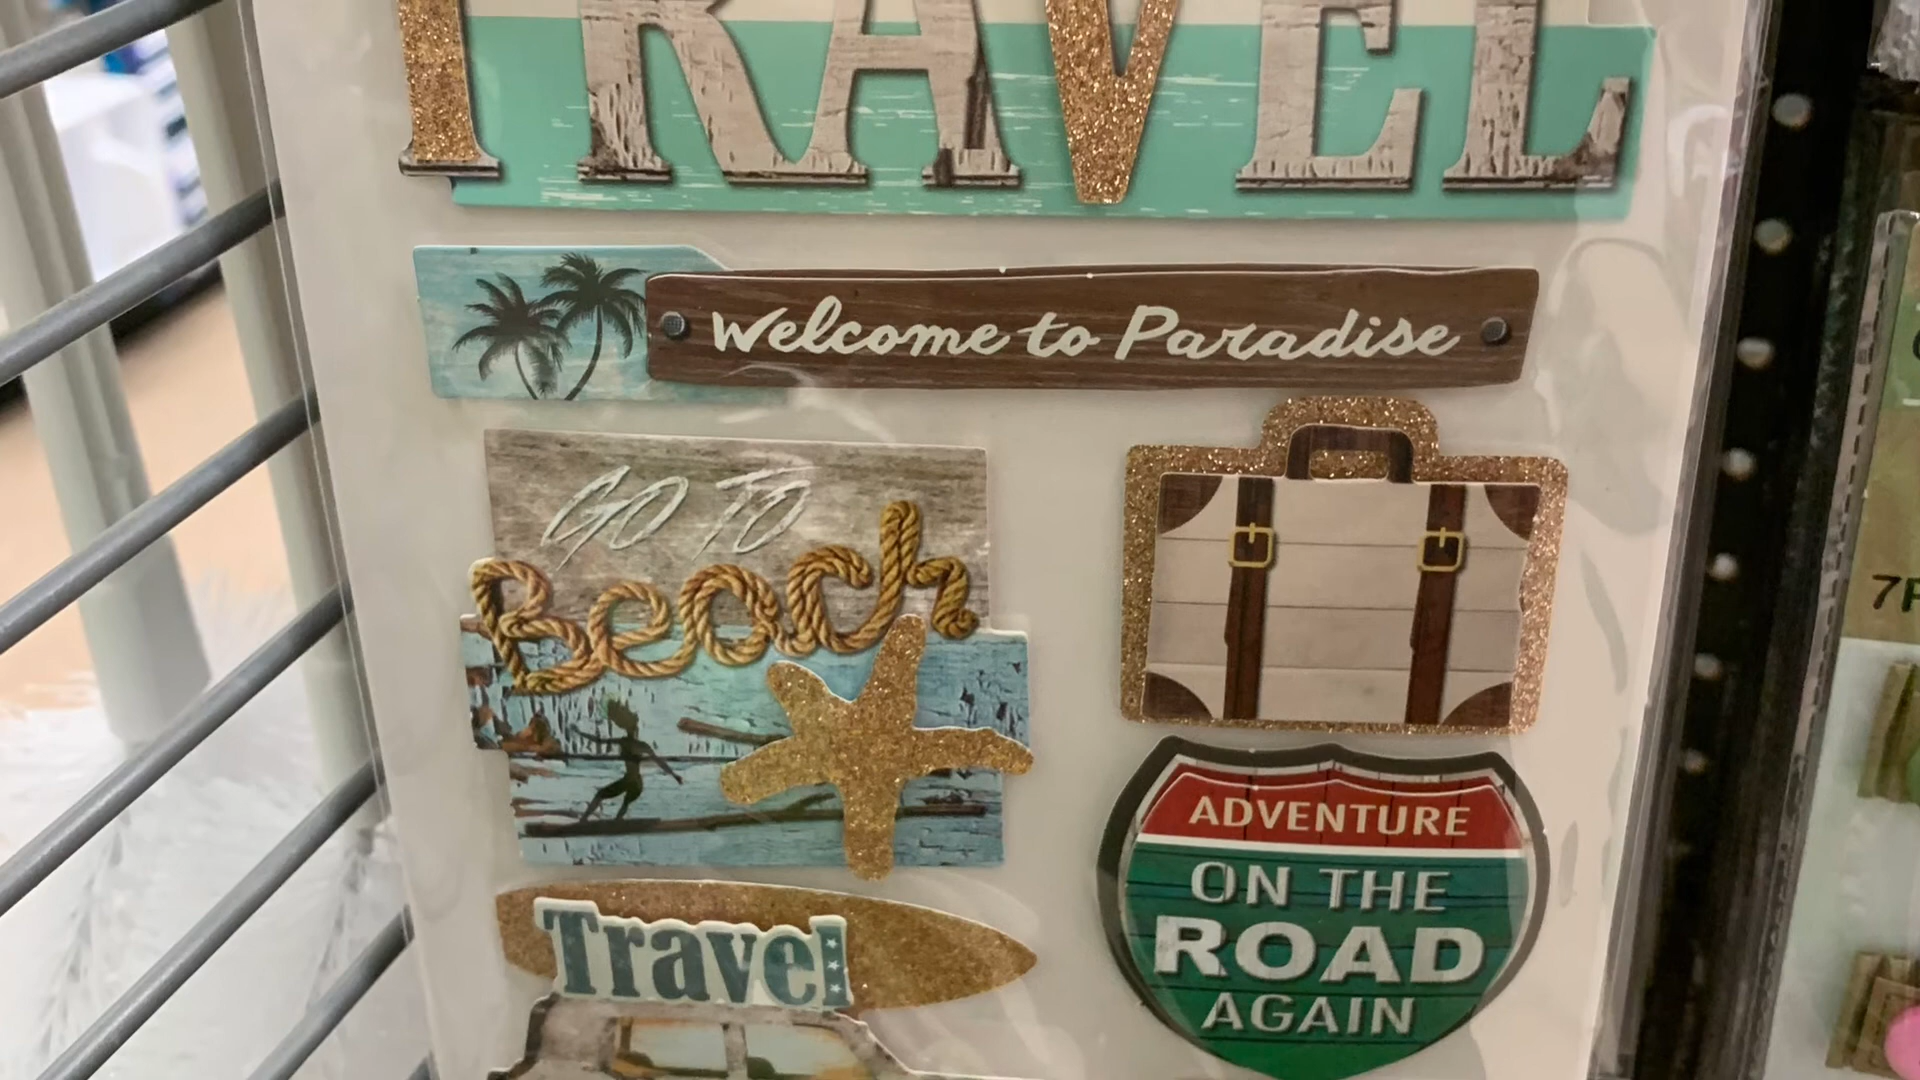 TRAVEL
Welcome to Paradise
GO TO
Beach
ADVENTURE
ON THE
ROAD
AGAIN
Travel